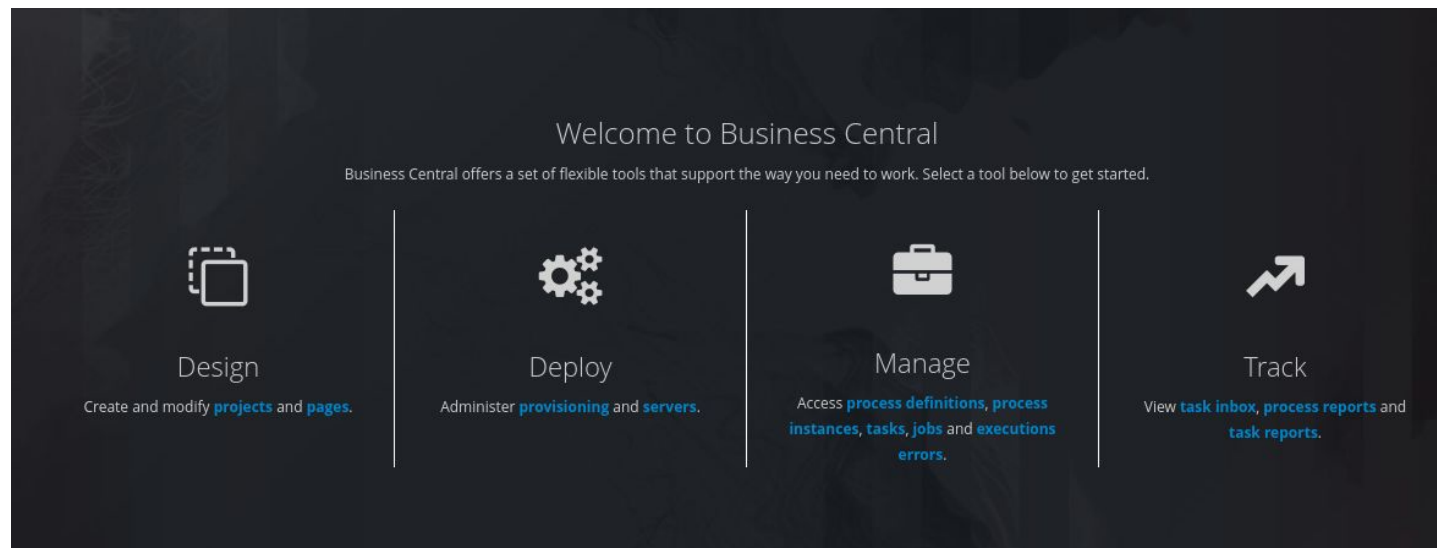 Welcome to Business Central
Business Central offers a set of flexible tools that support the way you need to work. Select a tool below to get started.
Design
Create and modify projects and pages.
Deploy
Administer provisioning and servers.
Manage
Access process definitions, process
instances, tasks, jobs and executions
errors.
Track
View task inbox, process reports and
task reports.